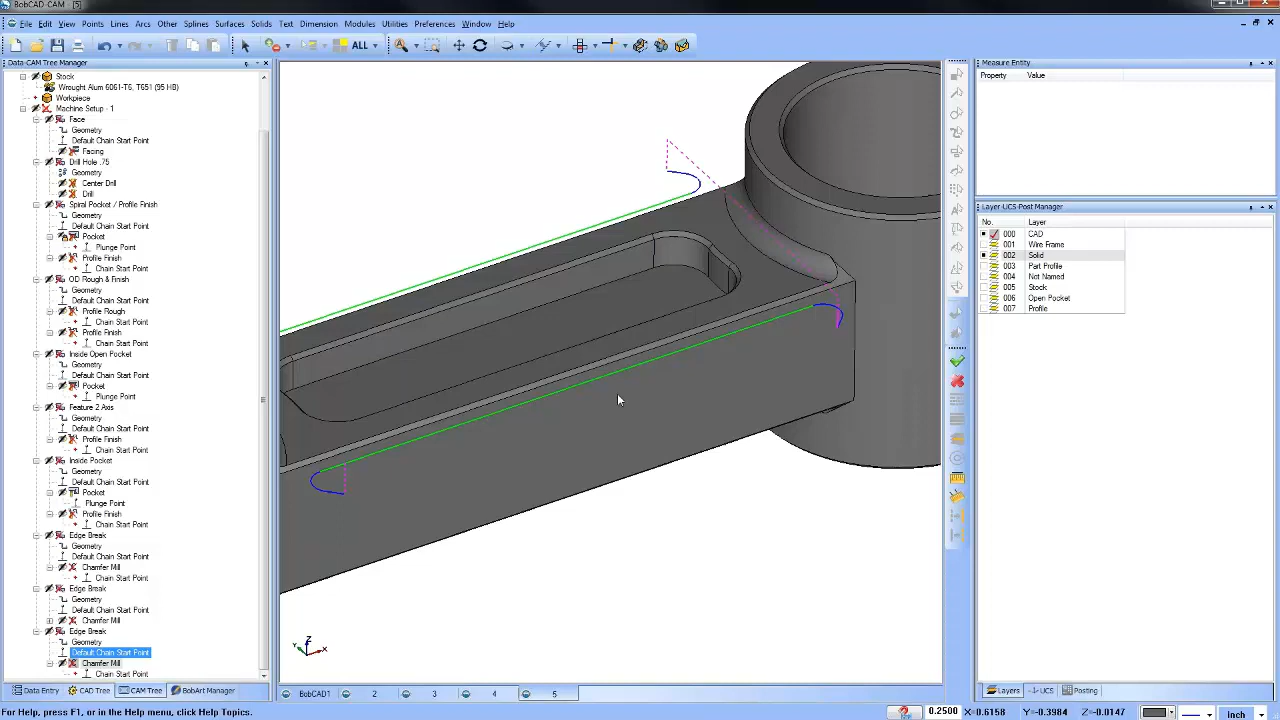 BobCAD-CAM - [5]
File Edit View Points Lines Arcs Other Splines Surfaces Solids Text Dimension Modules Utilities Preferences Window Help
ALL
Data-CAM Tree Manager
Stock
Wrought Alum 6061-T6, T651 (95 HB)
Workpiece
Machine Setup - 1
Face
Geometry
Default Chain Start Point
Facing
Drill Hole .75
Geometry
Center Drill
Drill
Spiral Pocket / Profile Finish
Geometry
Default Chain Start Point
Pocket
Plunge Point
Profile Finish
Chain Start Point
OD Rough & Finish
Geometry
Default Chain Start Point
Profile Rough
Chain Start Point
Profile Finish
Chain Start Point
Inside Open Pocket
Geometry
Default Chain Start Point
Pocket
Plunge Point
Feature 2 Axis
Geometry
Default Chain Start Point
Profile Finish
Chain Start Point
Inside Pocket
Geometry
Default Chain Start Point
Pocket
Plunge Point
Profile Finish
Chain Start Point
Edge Break
Geometry
Default Chain Start Point
Chamfer Mill
Chain Start Point
Edge Break
Geometry
Default Chain Start Point
Chamfer Mill
Edge Break
Geometry
Default Chain Start Point
Chamfer Mill
Chain Start Point
Data Entry CAD Tree CAM Tree BobArt Manager
Z
Y X
BobCAD1 2 3 4 5
Measure Entity
Property Value
Layer-UCS-Post Manager
No. Layer
000 CAD
001 Wire Frame
002 Solid
003 Part Profile
004 Not Named
005 Stock
006 Open Pocket
007 Profile
Layers UCS Posting
For Help, press F1, or in the Help menu, click Help Topics.
0.2500 X=0.6158 Y=-0.3984 Z=-0.0147 Inch